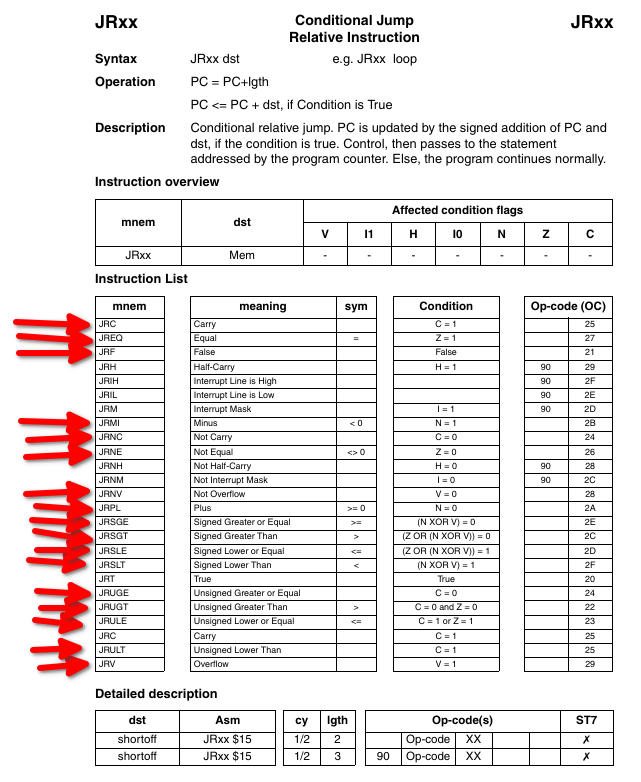 JRxx Conditional Jump JRxx
Relative Instruction
Syntax JRxx dst e.g. JRxx loop
Operation PC = PC+lgth
PC <= PC + dst, if Condition is True
Description Conditional relative jump. PC is updated by the signed addition of PC and
dst, if the condition is true. Control, then passes to the statement
addressed by the program counter. Else, the program continues normally.
Instruction overview
mnem dst Affected condition flags
V I1 H I0 N Z C
JRxx Mem - - - - - - -
Instruction List
mnem meaning sym Condition Op-code (OC)
JRC Carry C = 1 25
JREQ Equal = Z = 1 27
JRF False False 21
JRH Half-Carry H = 1 90 29
JRIH Interrupt Line is High 90 2F
JRIL Interrupt Line is Low 90 2E
JRM Interrupt Mask I = 1 90 2D
JRMI Minus < 0 N = 1 2B
JRNC Not Carry C = 0 24
JRNE Not Equal <> 0 Z = 0 26
JRNH Not Half-Carry H = 0 90 28
JRNM Not Interrupt Mask I = 0 90 2C
JRNV Not Overflow V = 0 28
JRPL Plus >= 0 N = 0 2A
JRSGE Signed Greater or Equal >= (N XOR V) = 0 2E
JRSGT Signed Greater Than > (Z OR (N XOR V)) = 0 2C
JRSLE Signed Lower or Equal <= (Z OR (N XOR V)) = 1 2D
JRSLT Signed Lower Than < (N XOR V) = 1 2F
JRT True True 20
JRUGE Unsigned Greater or Equal C = 0 24
JRUGT Unsigned Greater Than > C = 0 and Z = 0 22
JRULE Unsigned Lower or Equal <= C = 1 or Z = 1 23
JRC Carry C = 1 25
JRULT Unsigned Lower Than C = 1 25
JRV Overflow V = 1 29
Detailed description
dst Asm cy lgth Op-code(s) ST7
shortoff JRxx $15 1/2 2 Op-code XX ✗
shortoff JRxx $15 1/2 3 90 Op-code XX ✗